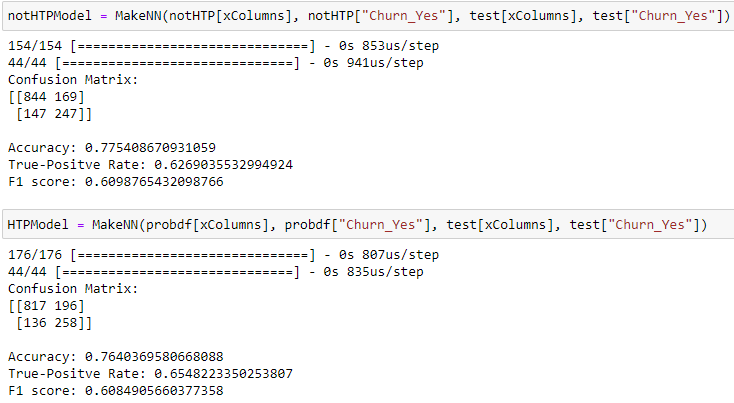 notHTPModel = MakeNN(notHTP[xColumns], notHTP["Churn_Yes"], test[xColumns], test["Churn_Yes"])
154/154 [==============================] - 0s 853us/step
44/44 [==============================] - 0s 941us/step
Confusion Matrix:
[[844 169]
 [147 247]]
Accuracy: 0.775408670931059
True-Positve Rate: 0.6269035532994924
F1 score: 0.6098765432098766
HTPModel = MakeNN(probdf[xColumns], probdf["Churn_Yes"], test[xColumns], test["Churn_Yes"])
176/176 [==============================] - 0s 807us/step
44/44 [==============================] - 0s 835us/step
Confusion Matrix:
[[817 196]
 [136 258]]
Accuracy: 0.7640369580668088
True-Positve Rate: 0.6548223350253807
F1 score: 0.6084905660377358